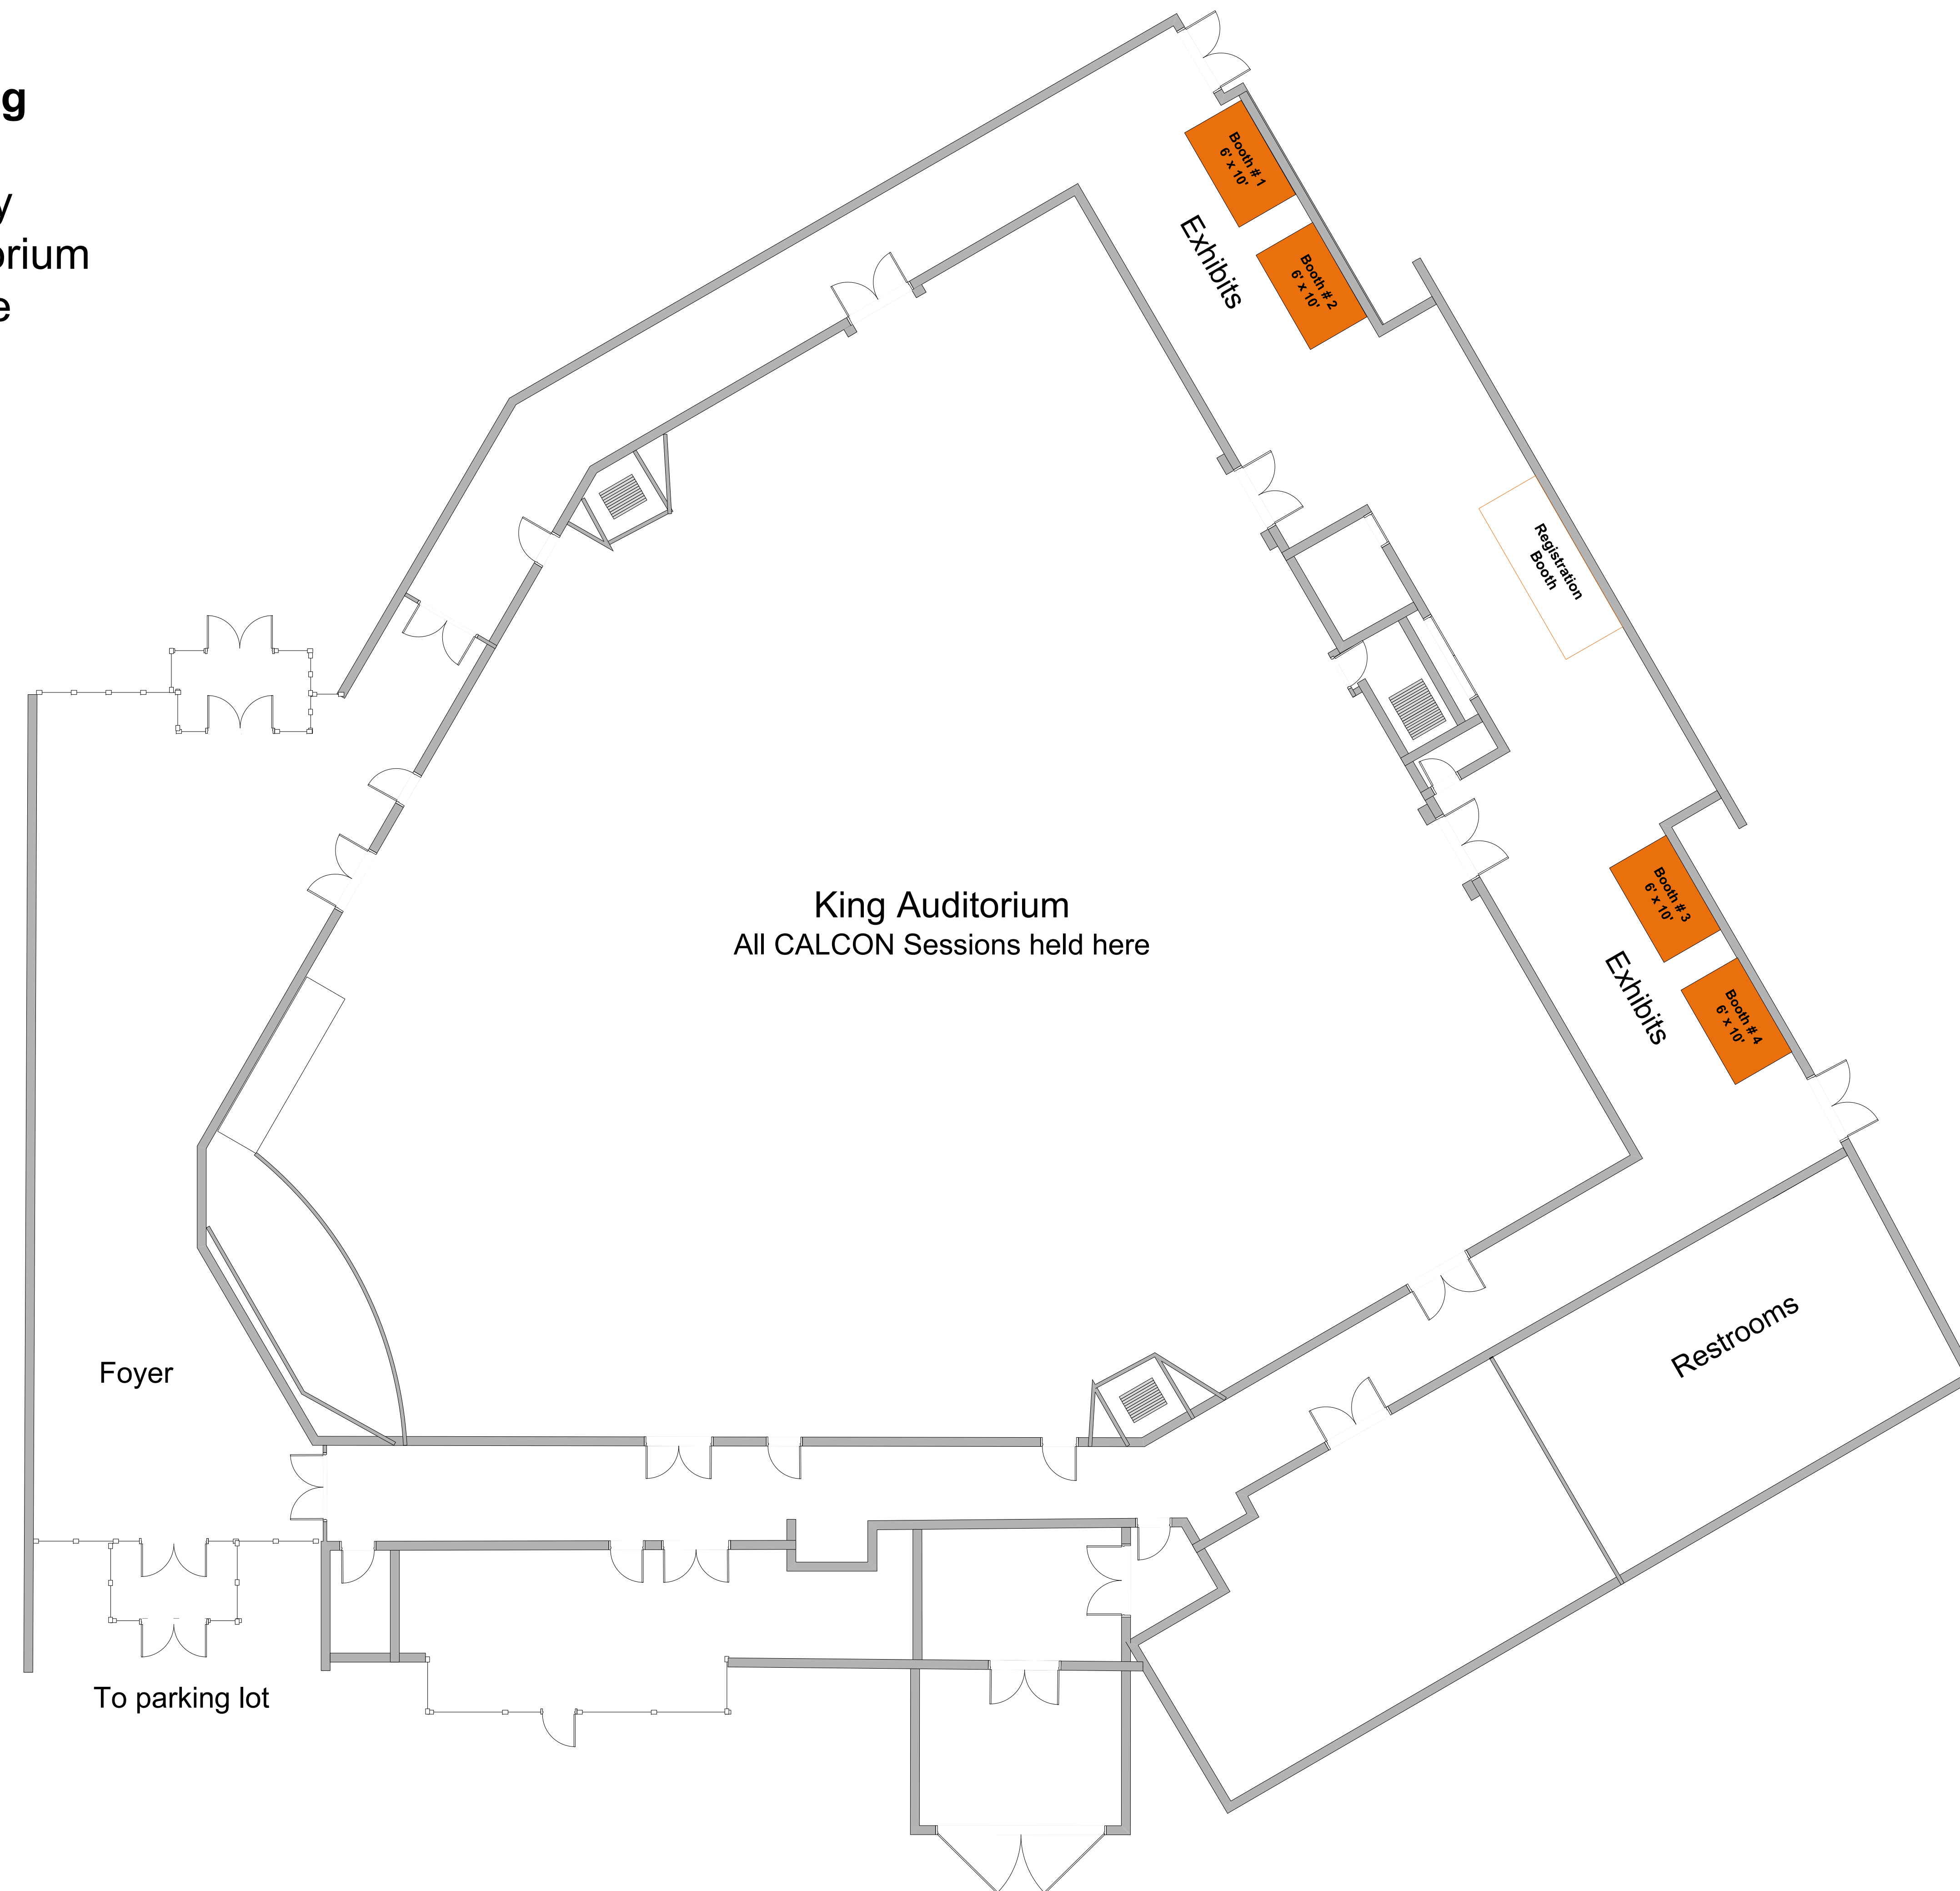 g
y
orium
e
Booth # 1
6' x 10'
Exhibits
Booth # 2
6' x 10'
Registration
Booth
King Auditorium
All CALCON Sessions held here
Booth # 3
6' x 10'
Exhibits
Booth # 4
6' x 10'
Restrooms
Foyer
To parking lot